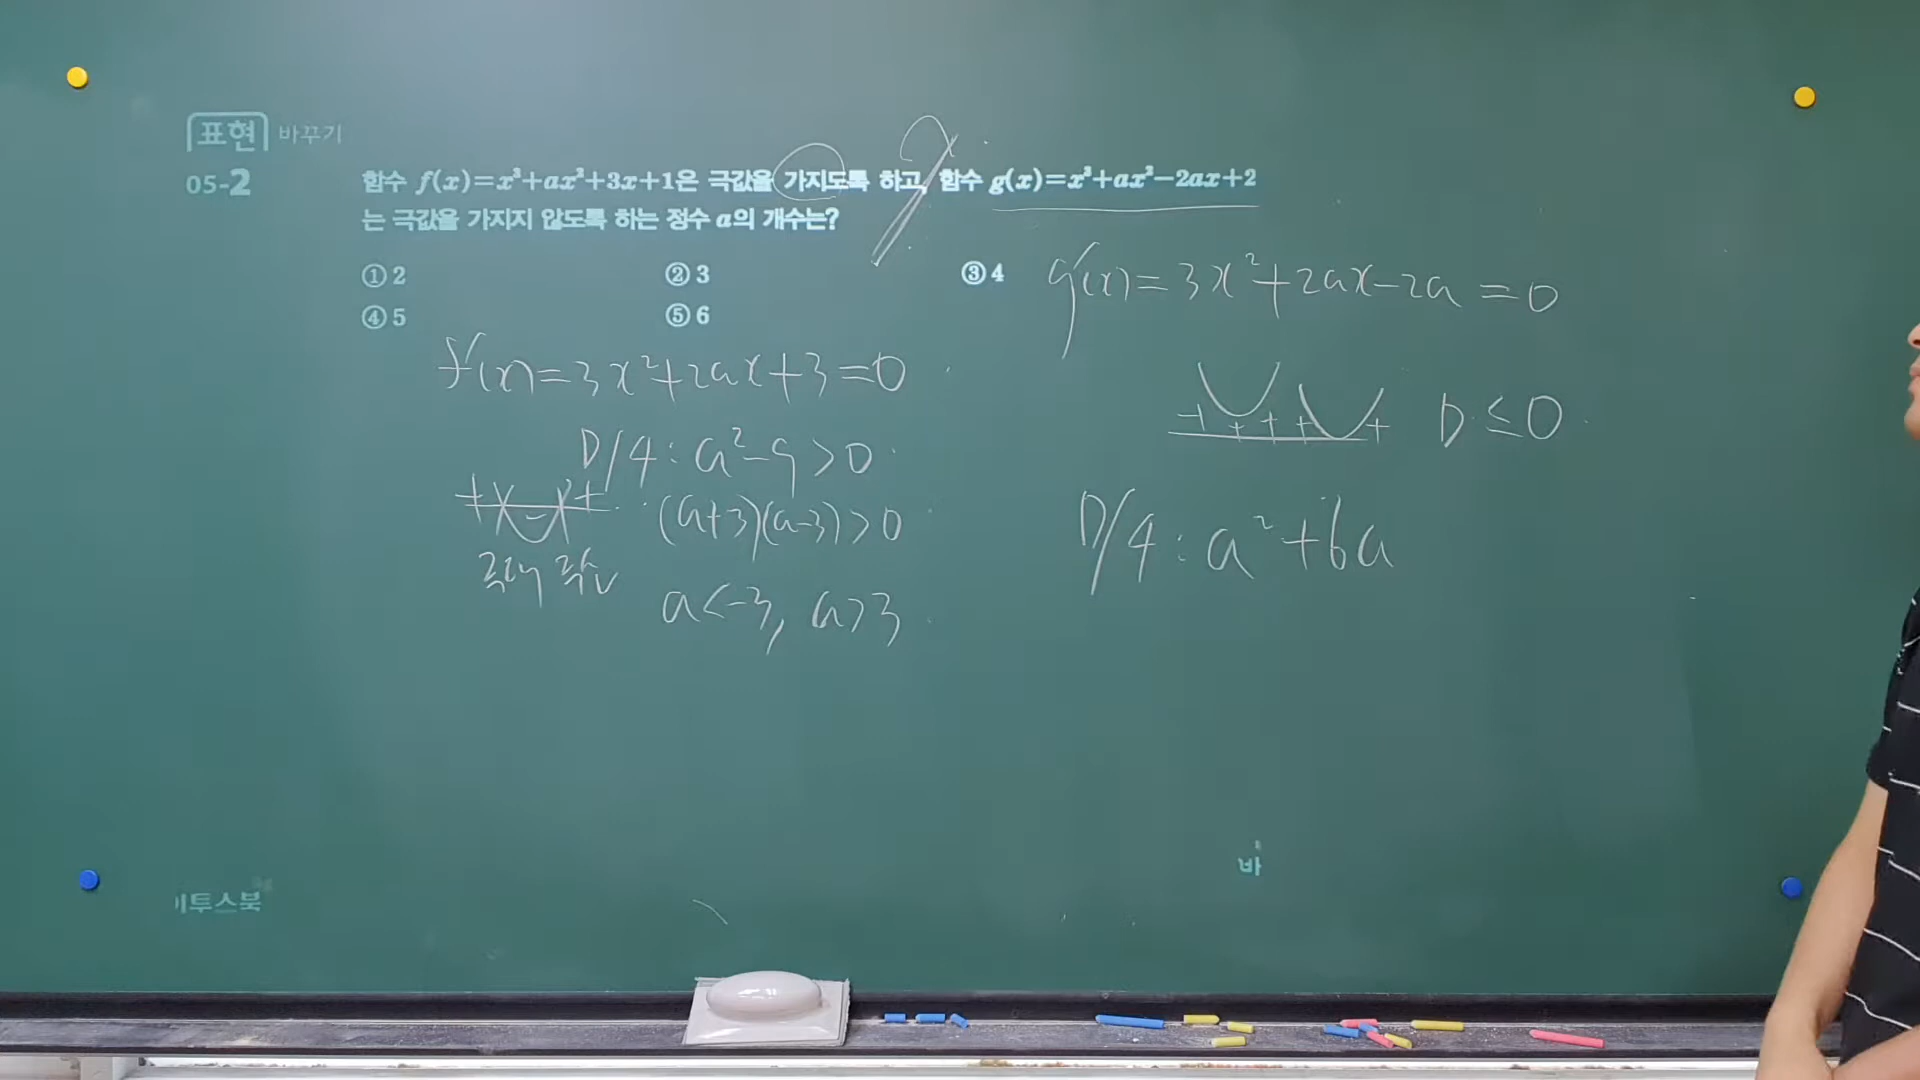 표현 바꾸기
05-2
함수 f(x)=x³+ax²+3x+1은 극값을 가지도록 하고, 함수 g(x)=x³+ax²-2ax+2
는 극값을 가지지 않도록 하는 정수 a의 개수는?
① 2 ② 3 ③ 4
④ 5 ⑤ 6
f'(x)=3x²+2ax+3=0
D/4 : a²-9>0
+ - +
(a+3)(a-3)>0
극대 극소
a<-3, a>3
g'(x)=3x²+2ax-2a=0
+ + + + +
D≤0
D/4 : a²+6a
이투스북
바